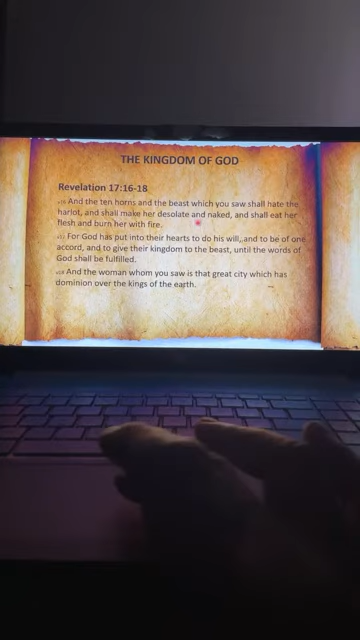 THE KINGDOM OF GOD
Revelation 17:16-18
v16 And the ten horns and the beast which you saw shall hate the
harlot, and shall make her desolate and naked, and shall eat her
flesh and burn her with fire.
v17 For God has put into their hearts to do his will, and to be of one
accord, and to give their kingdom to the beast, until the words of
God shall be fulfilled.
v18 And the woman whom you saw is that great city which has
dominion over the kings of the earth.